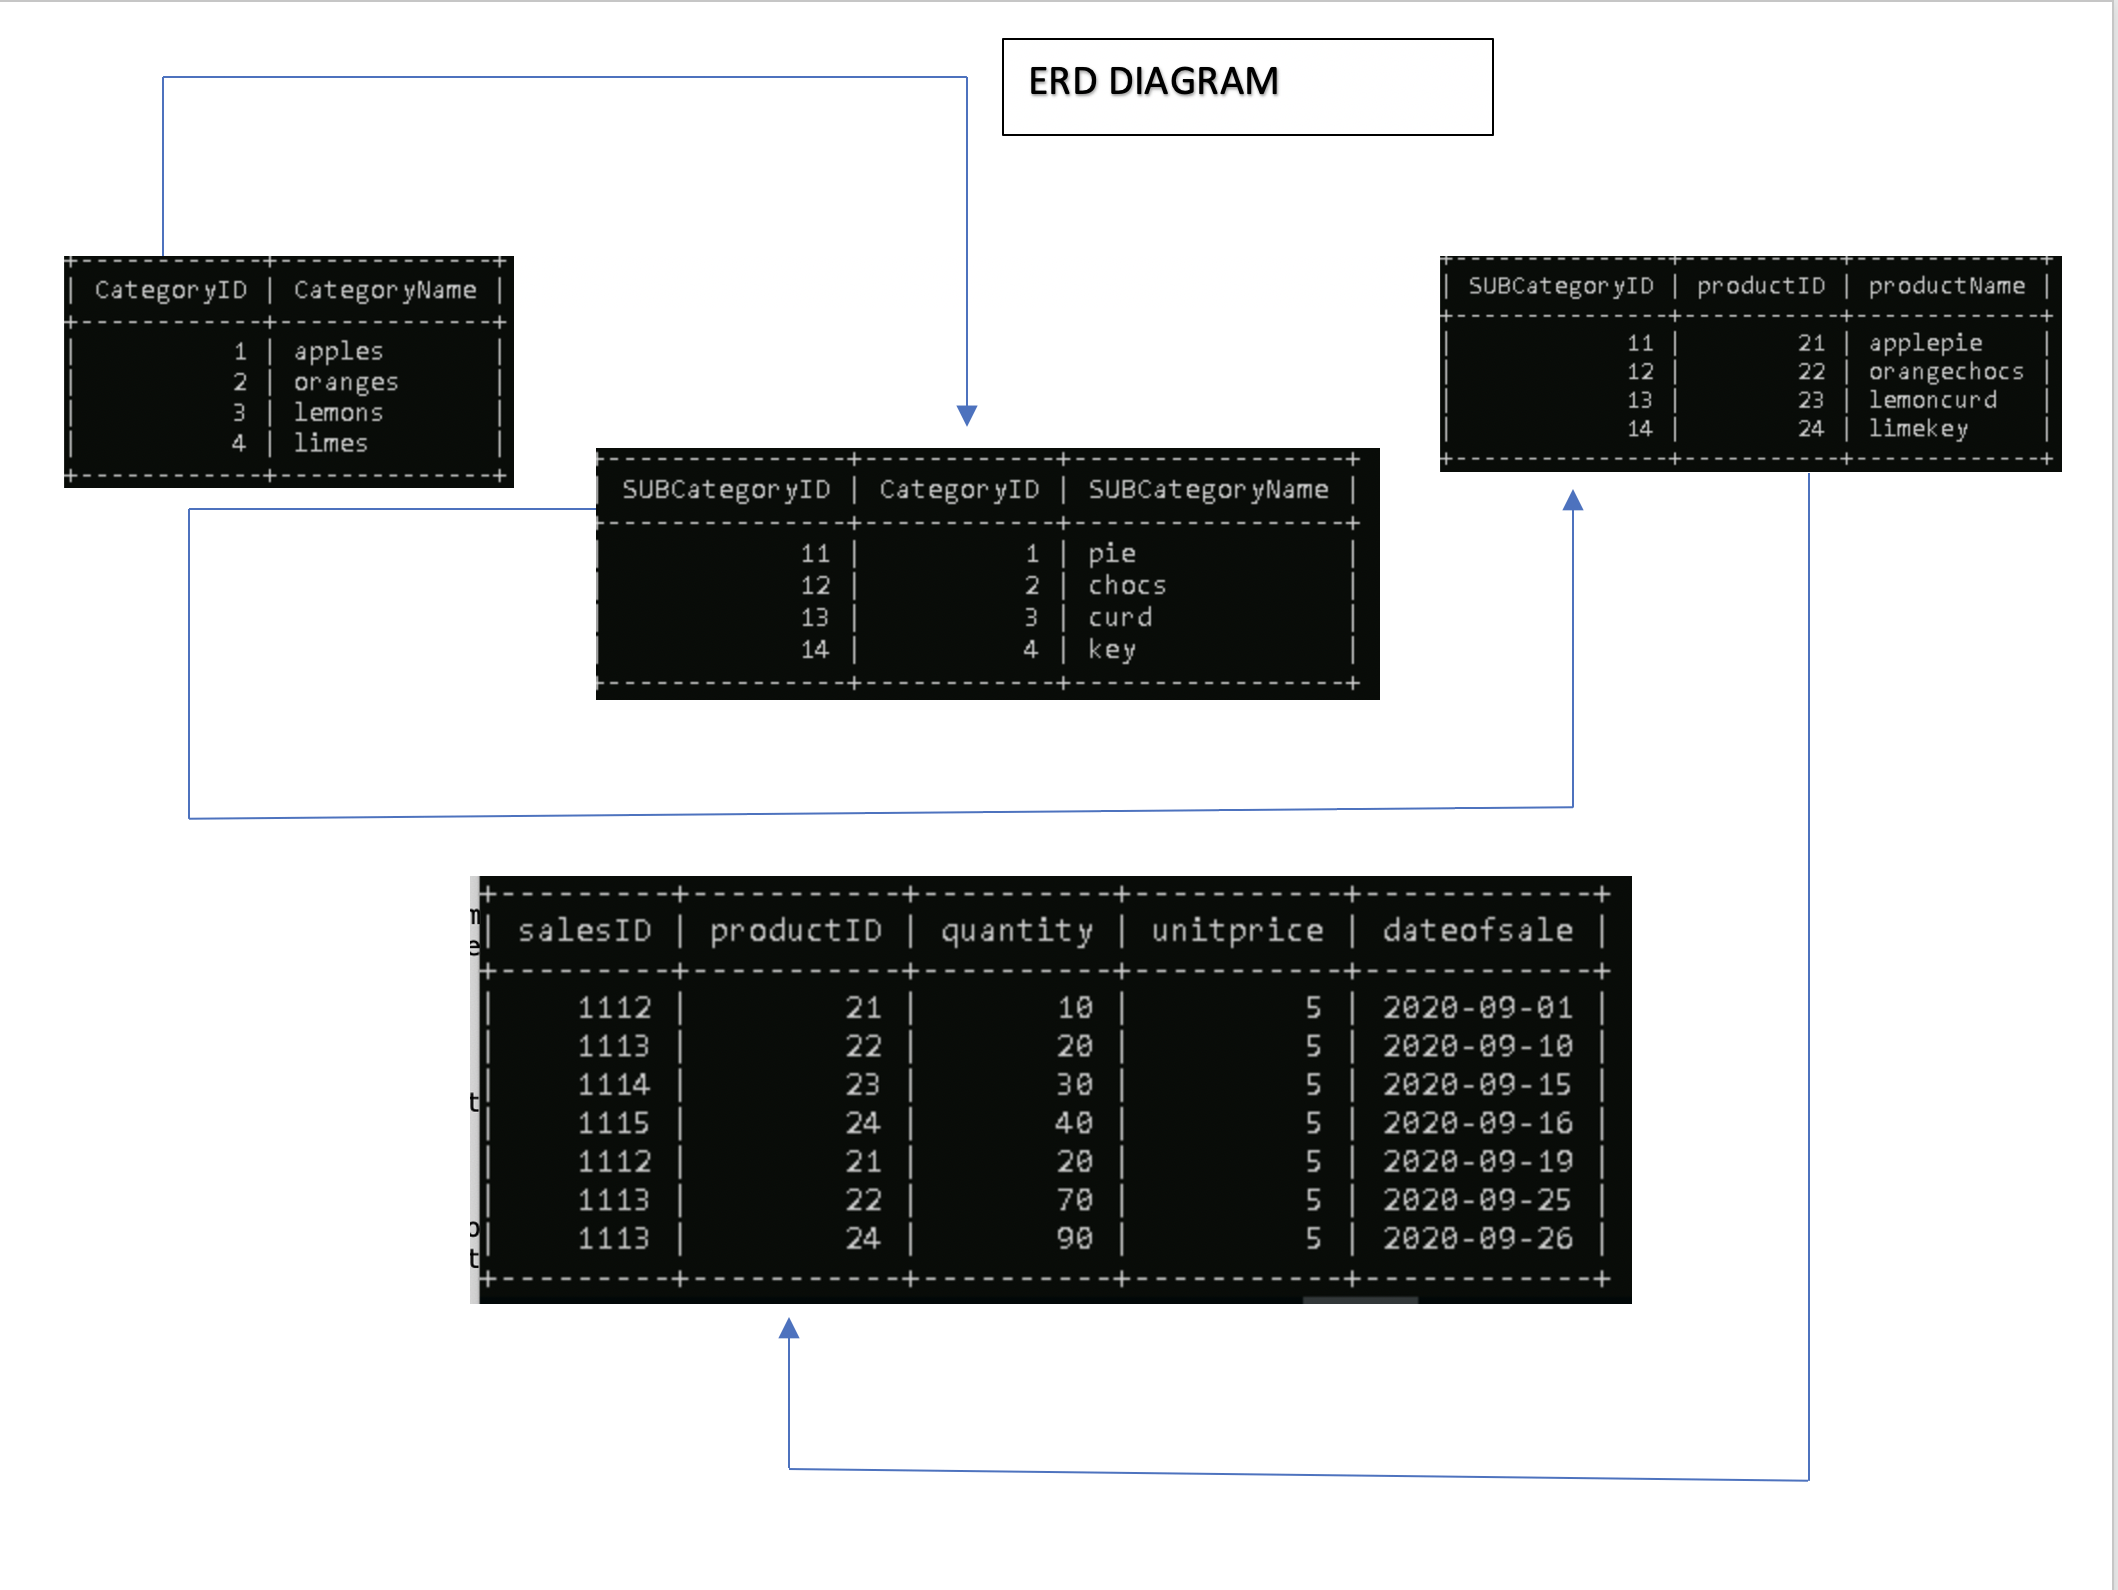 ERD DIAGRAM
CategoryID | CategoryName
1 | apples
2 | oranges
3 | lemons
4 | limes
SUBCategoryID | productID | productName
11 | 21 | applepie
12 | 22 | orangechocs
13 | 23 | lemoncurd
14 | 24 | limekey
SUBCategoryID | CategoryID | SUBCategoryName
11 | 1 | pie
12 | 2 | chocs
13 | 3 | curd
14 | 4 | key
salesID | productID | quantity | unitprice | dateofsale
1112 | 21 | 10 | 5 | 2020-09-01
1113 | 22 | 20 | 5 | 2020-09-10
1114 | 23 | 30 | 5 | 2020-09-15
1115 | 24 | 40 | 5 | 2020-09-16
1112 | 21 | 20 | 5 | 2020-09-19
1113 | 22 | 70 | 5 | 2020-09-25
1113 | 24 | 90 | 5 | 2020-09-26